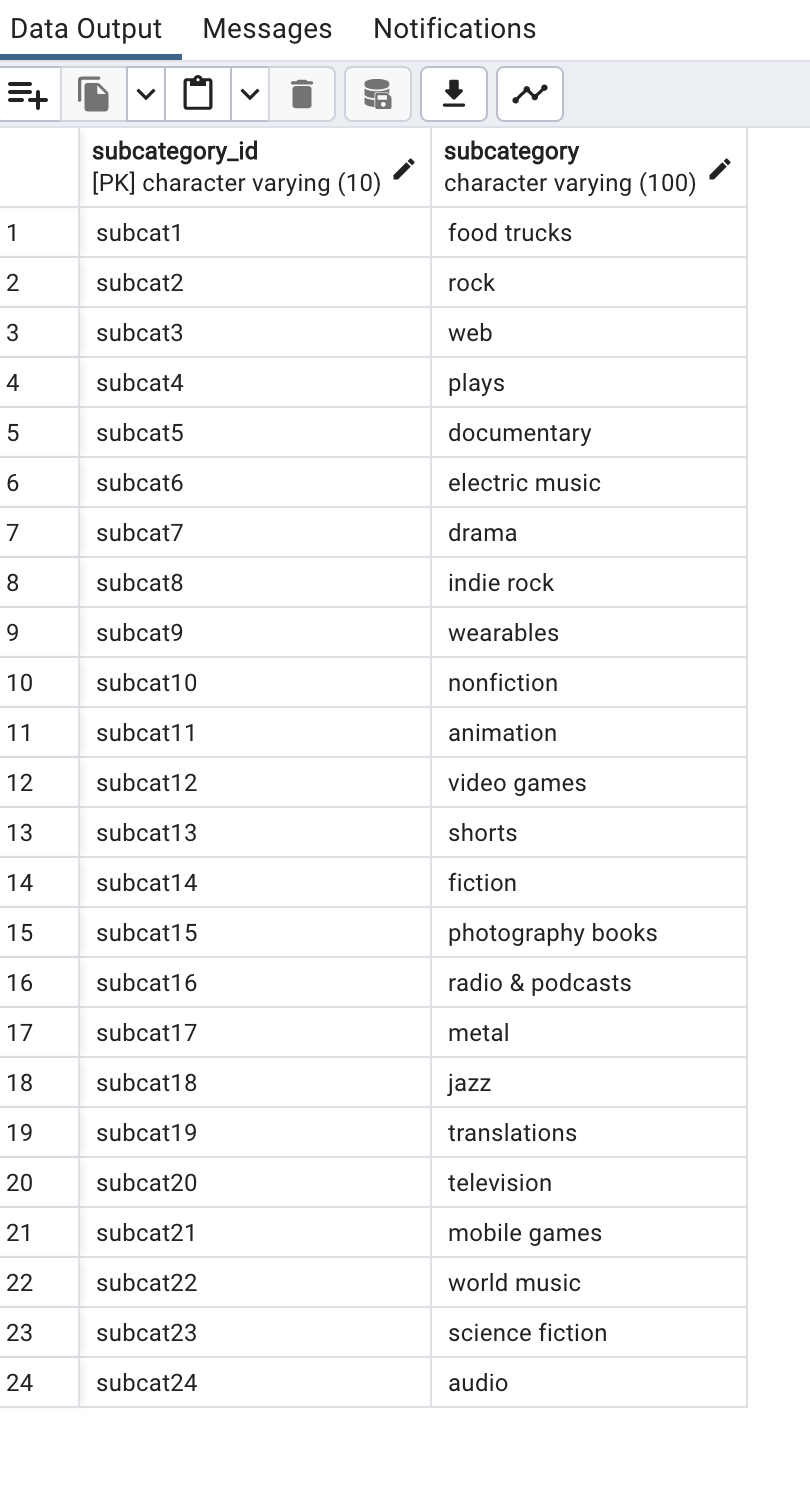 Data Output Messages Notifications
subcategory_id subcategory
[PK] character varying (10) character varying (100)
1 subcat1 food trucks
2 subcat2 rock
3 subcat3 web
4 subcat4 plays
5 subcat5 documentary
6 subcat6 electric music
7 subcat7 drama
8 subcat8 indie rock
9 subcat9 wearables
10 subcat10 nonfiction
11 subcat11 animation
12 subcat12 video games
13 subcat13 shorts
14 subcat14 fiction
15 subcat15 photography books
16 subcat16 radio & podcasts
17 subcat17 metal
18 subcat18 jazz
19 subcat19 translations
20 subcat20 television
21 subcat21 mobile games
22 subcat22 world music
23 subcat23 science fiction
24 subcat24 audio